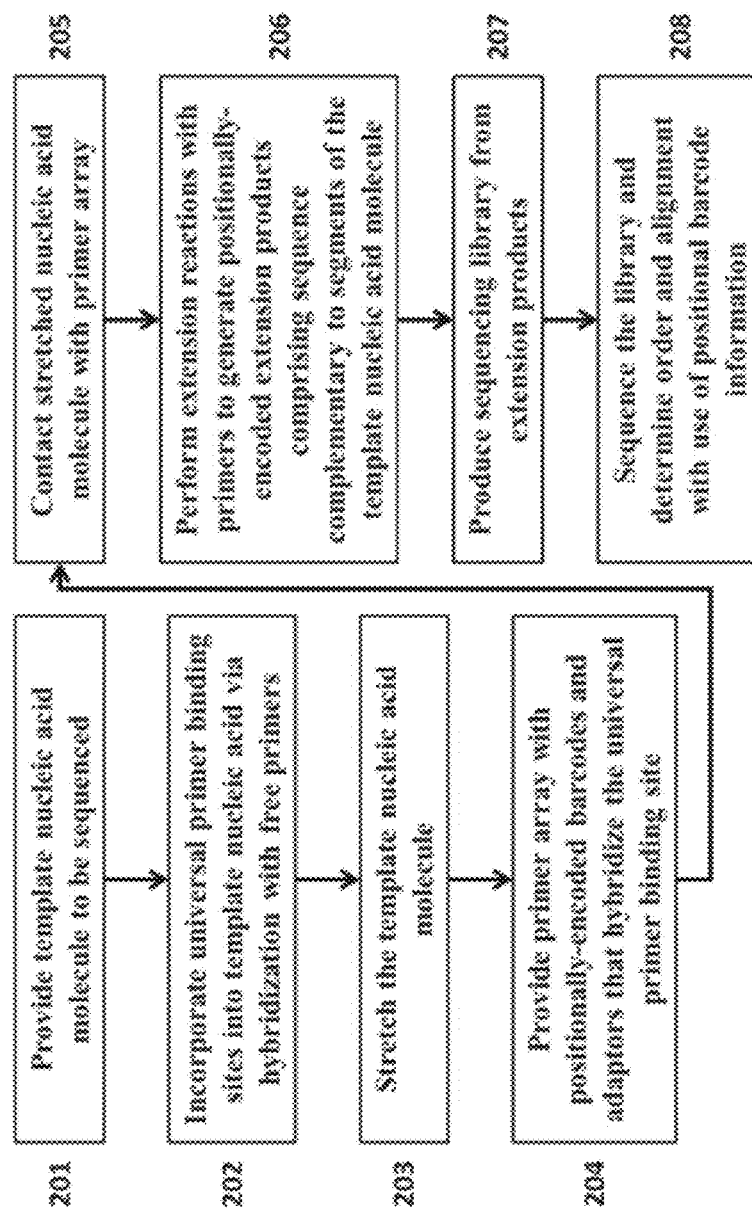 201
Provide template nucleic acid
molecule to be sequenced
202
Incorporate universal primer binding
sites into template nucleic acid via
hybridization with free primers
203
Stretch the template nucleic acid
molecule
204
Provide primer array with
positionally-encoded barcodes and
adaptors that hybridize the universal
primer binding site
205
Contact stretched nucleic acid
molecule with primer array
206
Perform extension reactions with
primers to generate positionally-
encoded extension products
comprising sequence
complementary to segments of the
template nucleic acid molecule
207
Produce sequencing library from
extension products
208
Sequence the library and
determine order and alignment
with use of positional barcode
information